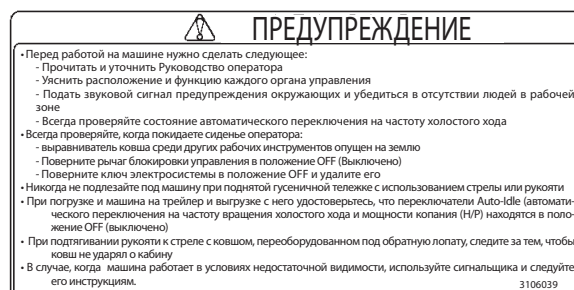 ПРЕДУПРЕЖДЕНИЕ
• Перед работой на машине нужно сделать следующее:
- Прочитать и уточнить Руководство оператора
- Уяснить расположение и функцию каждого органа управления
- Подать звуковой сигнал предупреждения окружающих и убедиться в отсутствии людей в рабочей
зоне
- Всегда проверяйте состояние автоматического переключения на частоту холостого хода
• Всегда проверяйте, когда покидаете сиденье оператора:
- выравниватель ковша среди других рабочих инструментов опущен на землю
- Поверните рычаг блокировки управления в положение OFF (Выключено)
- Поверните ключ электросистемы в положение OFF и удалите его
• Никогда не подлезайте под машину при поднятой гусеничной тележке с использованием стрелы или рукояти
• При погрузке и машина на трейлер и выгрузке с него удостоверьтесь, что переключатели Auto-Idle (автомати-
ческого переключения на частоту вращения холостого хода и мощности копания (H/P) находятся в поло-
жение OFF (выключено)
• При подтягивании рукояти к стреле с ковшом, переоборудованном под обратную лопату, следите за тем, чтобы
ковш не ударял о кабину
• В случае, когда машина работает в условиях недостаточной видимости, используйте сигнальщика и следуйте
его инструкциям.
3106039